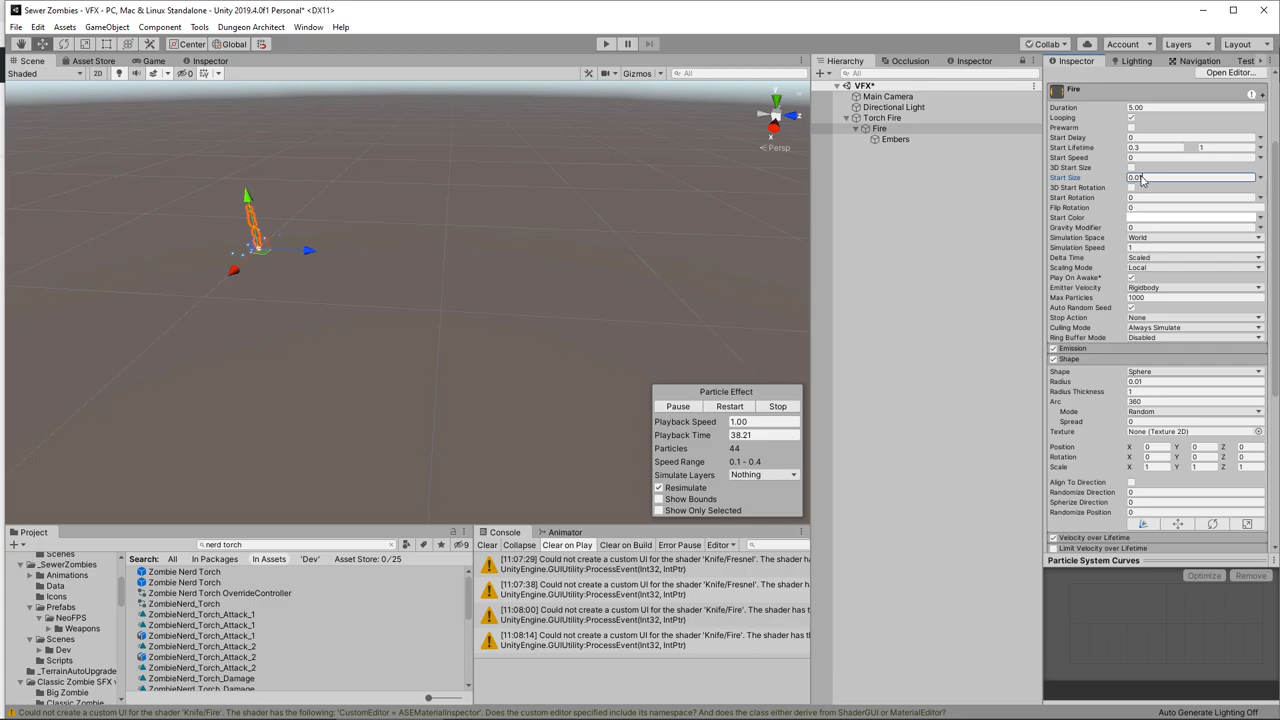 Sewer Zombies - VFX - PC, Mac & Linux Standalone - Unity 2019.4.0f1 Personal* <DX11>
File Edit Assets GameObject Component Tools Dungeon Architect Window Help
Center Global Collab Account Layers Layout
Scene Asset Store Game Inspector
Shaded 2D 0 Gizmos All
y z x
Persp
Particle Effect
Pause Restart Stop
Playback Speed 1.00
Playback Time 38.21
Particles 44
Speed Range 0.1 - 0.4
Simulate Layers Nothing
Resimulate
Show Bounds
Show Only Selected
Hierarchy Occlusion Inspector
All
VFX*
Main Camera
Directional Light
Torch Fire
Fire
Embers
Inspector Lighting Navigation Test
Open Editor...
Fire
Duration 5.00
Looping
Prewarm
Start Delay 0
Start Lifetime 0.3 1
Start Speed 0
3D Start Size
Start Size 0.01
3D Start Rotation
Start Rotation 0
Flip Rotation 0
Start Color
Gravity Modifier 0
Simulation Space World
Simulation Speed 1
Delta Time Scaled
Scaling Mode Local
Play On Awake*
Emitter Velocity Rigidbody
Max Particles 1000
Auto Random Seed
Stop Action None
Culling Mode Always Simulate
Ring Buffer Mode Disabled
Emission
Shape
Shape Sphere
Radius 0.01
Radius Thickness 1
Arc 360
Mode Random
Spread 0
Texture None (Texture 2D)
Position X 0 Y 0 Z 0
Rotation X 0 Y 0 Z 0
Scale X 1 Y 1 Z 1
Align To Direction
Randomize Direction 0
Spherize Direction 0
Randomize Position 0
Velocity over Lifetime
Limit Velocity over Lifetime
Particle System Curves
Optimize Remove
Project
nerd torch 9
Scenes
_SewerZombies
Animations
Data
Icons
Prefabs
NeoFPS
Weapons
Scenes
Dev
Scripts
_TerrainAutoUpgrade
Classic Zombie SFX
Big Zombie
Classic Zombie
Search: All In Packages In Assets 'Dev' Asset Store: 0/25
Zombie Nerd Torch
Zombie Nerd Torch
Zombie Nerd Torch OverrideController
ZombieNerd_Torch
ZombieNerd_Torch_Attack_1
ZombieNerd_Torch_Attack_1
ZombieNerd_Torch_Attack_1
ZombieNerd_Torch_Attack_2
ZombieNerd_Torch_Attack_2
ZombieNerd_Torch_Attack_2
ZombieNerd_Torch_Damage
Console Animator
Clear Collapse Clear on Play Clear on Build Error Pause Editor
[11:07:29] Could not create a custom UI for the shader 'Knife/Fresnel'. The shader has t
UnityEngine.GUIUtility:ProcessEvent(Int32, IntPtr)
[11:07:38] Could not create a custom UI for the shader 'Knife/Fresnel'. The shader has t
UnityEngine.GUIUtility:ProcessEvent(Int32, IntPtr)
[11:08:00] Could not create a custom UI for the shader 'Knife/Fire'. The shader has th
UnityEngine.GUIUtility:ProcessEvent(Int32, IntPtr)
[11:08:14] Could not create a custom UI for the shader 'Knife/Fire'. The shader has th
UnityEngine.GUIUtility:ProcessEvent(Int32, IntPtr)
Could not create a custom UI for the shader 'Knife/Fire'. The shader has the following: 'CustomEditor = ASEMaterialInspector'. Does the custom editor specified include its namespace? And does the class either derive from ShaderGUI or MaterialEditor? Auto Generate Lighting Off